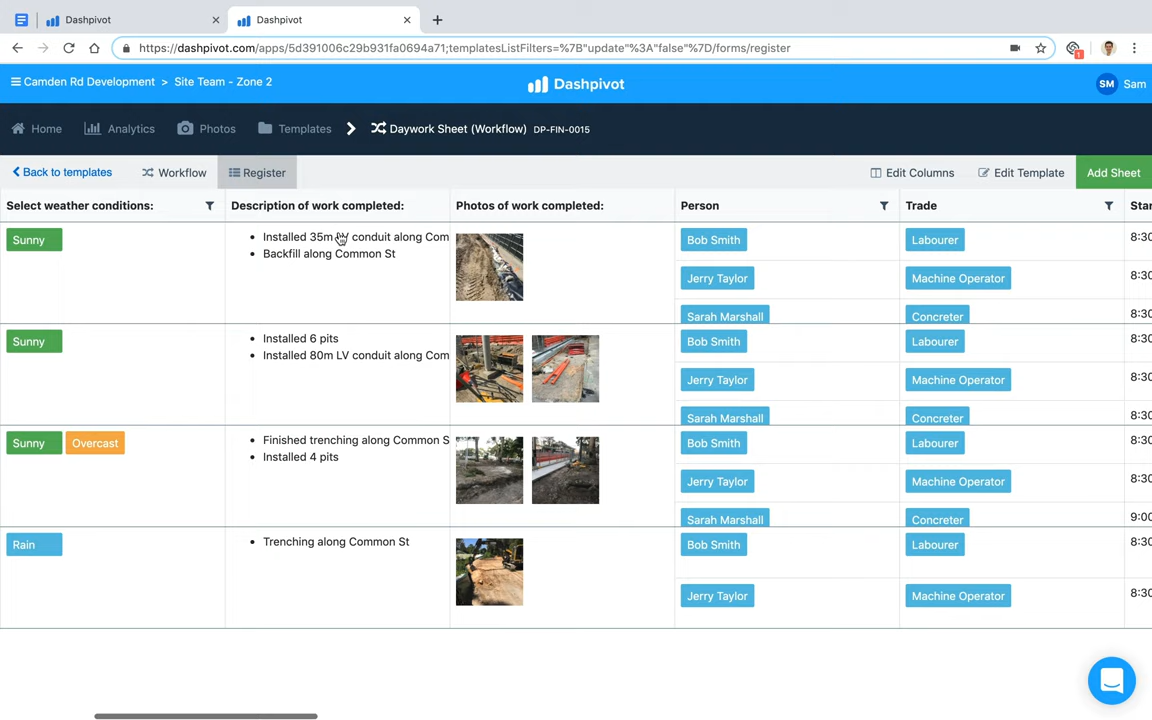 Dashpivot
Dashpivot
https://dashpivot.com/apps/5d391006c29b931fa0694a71;templatesListFilters=%7B"update"%3A"false"%7D/forms/register
1
Camden Rd Development > Site Team - Zone 2
Dashpivot
SM Sam
Home Analytics Photos Templates Daywork Sheet (Workflow) DP-FIN-0015
Back to templates Workflow Register Edit Columns Edit Template Add Sheet
Select weather conditions: Description of work completed: Photos of work completed: Person Trade Star
Sunny
• Installed 35m LV conduit along Com
• Backfill along Common St
Bob Smith Labourer 8:30
Jerry Taylor Machine Operator 8:30
Sarah Marshall Concreter 8:30
Sunny
• Installed 6 pits
• Installed 80m LV conduit along Com
Bob Smith Labourer 8:30
Jerry Taylor Machine Operator 8:30
Sarah Marshall Concreter 8:30
Sunny Overcast
• Finished trenching along Common S
• Installed 4 pits
Bob Smith Labourer 8:30
Jerry Taylor Machine Operator 8:30
Sarah Marshall Concreter 9:00
Rain
• Trenching along Common St
Bob Smith Labourer 8:30
Jerry Taylor Machine Operator 8:30